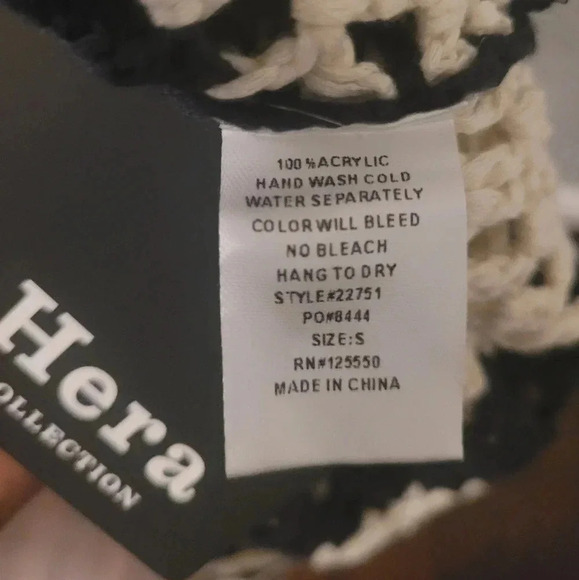 100%ACRYLIC
HAND WASH COLD
WATER SEPARATELY
COLOR WILL BLEED
NO BLEACH
HANG TO DRY
STYLE#22751
PO#8444
SIZE:S
RN#125550
MADE IN CHINA
Hera
COLLECTION